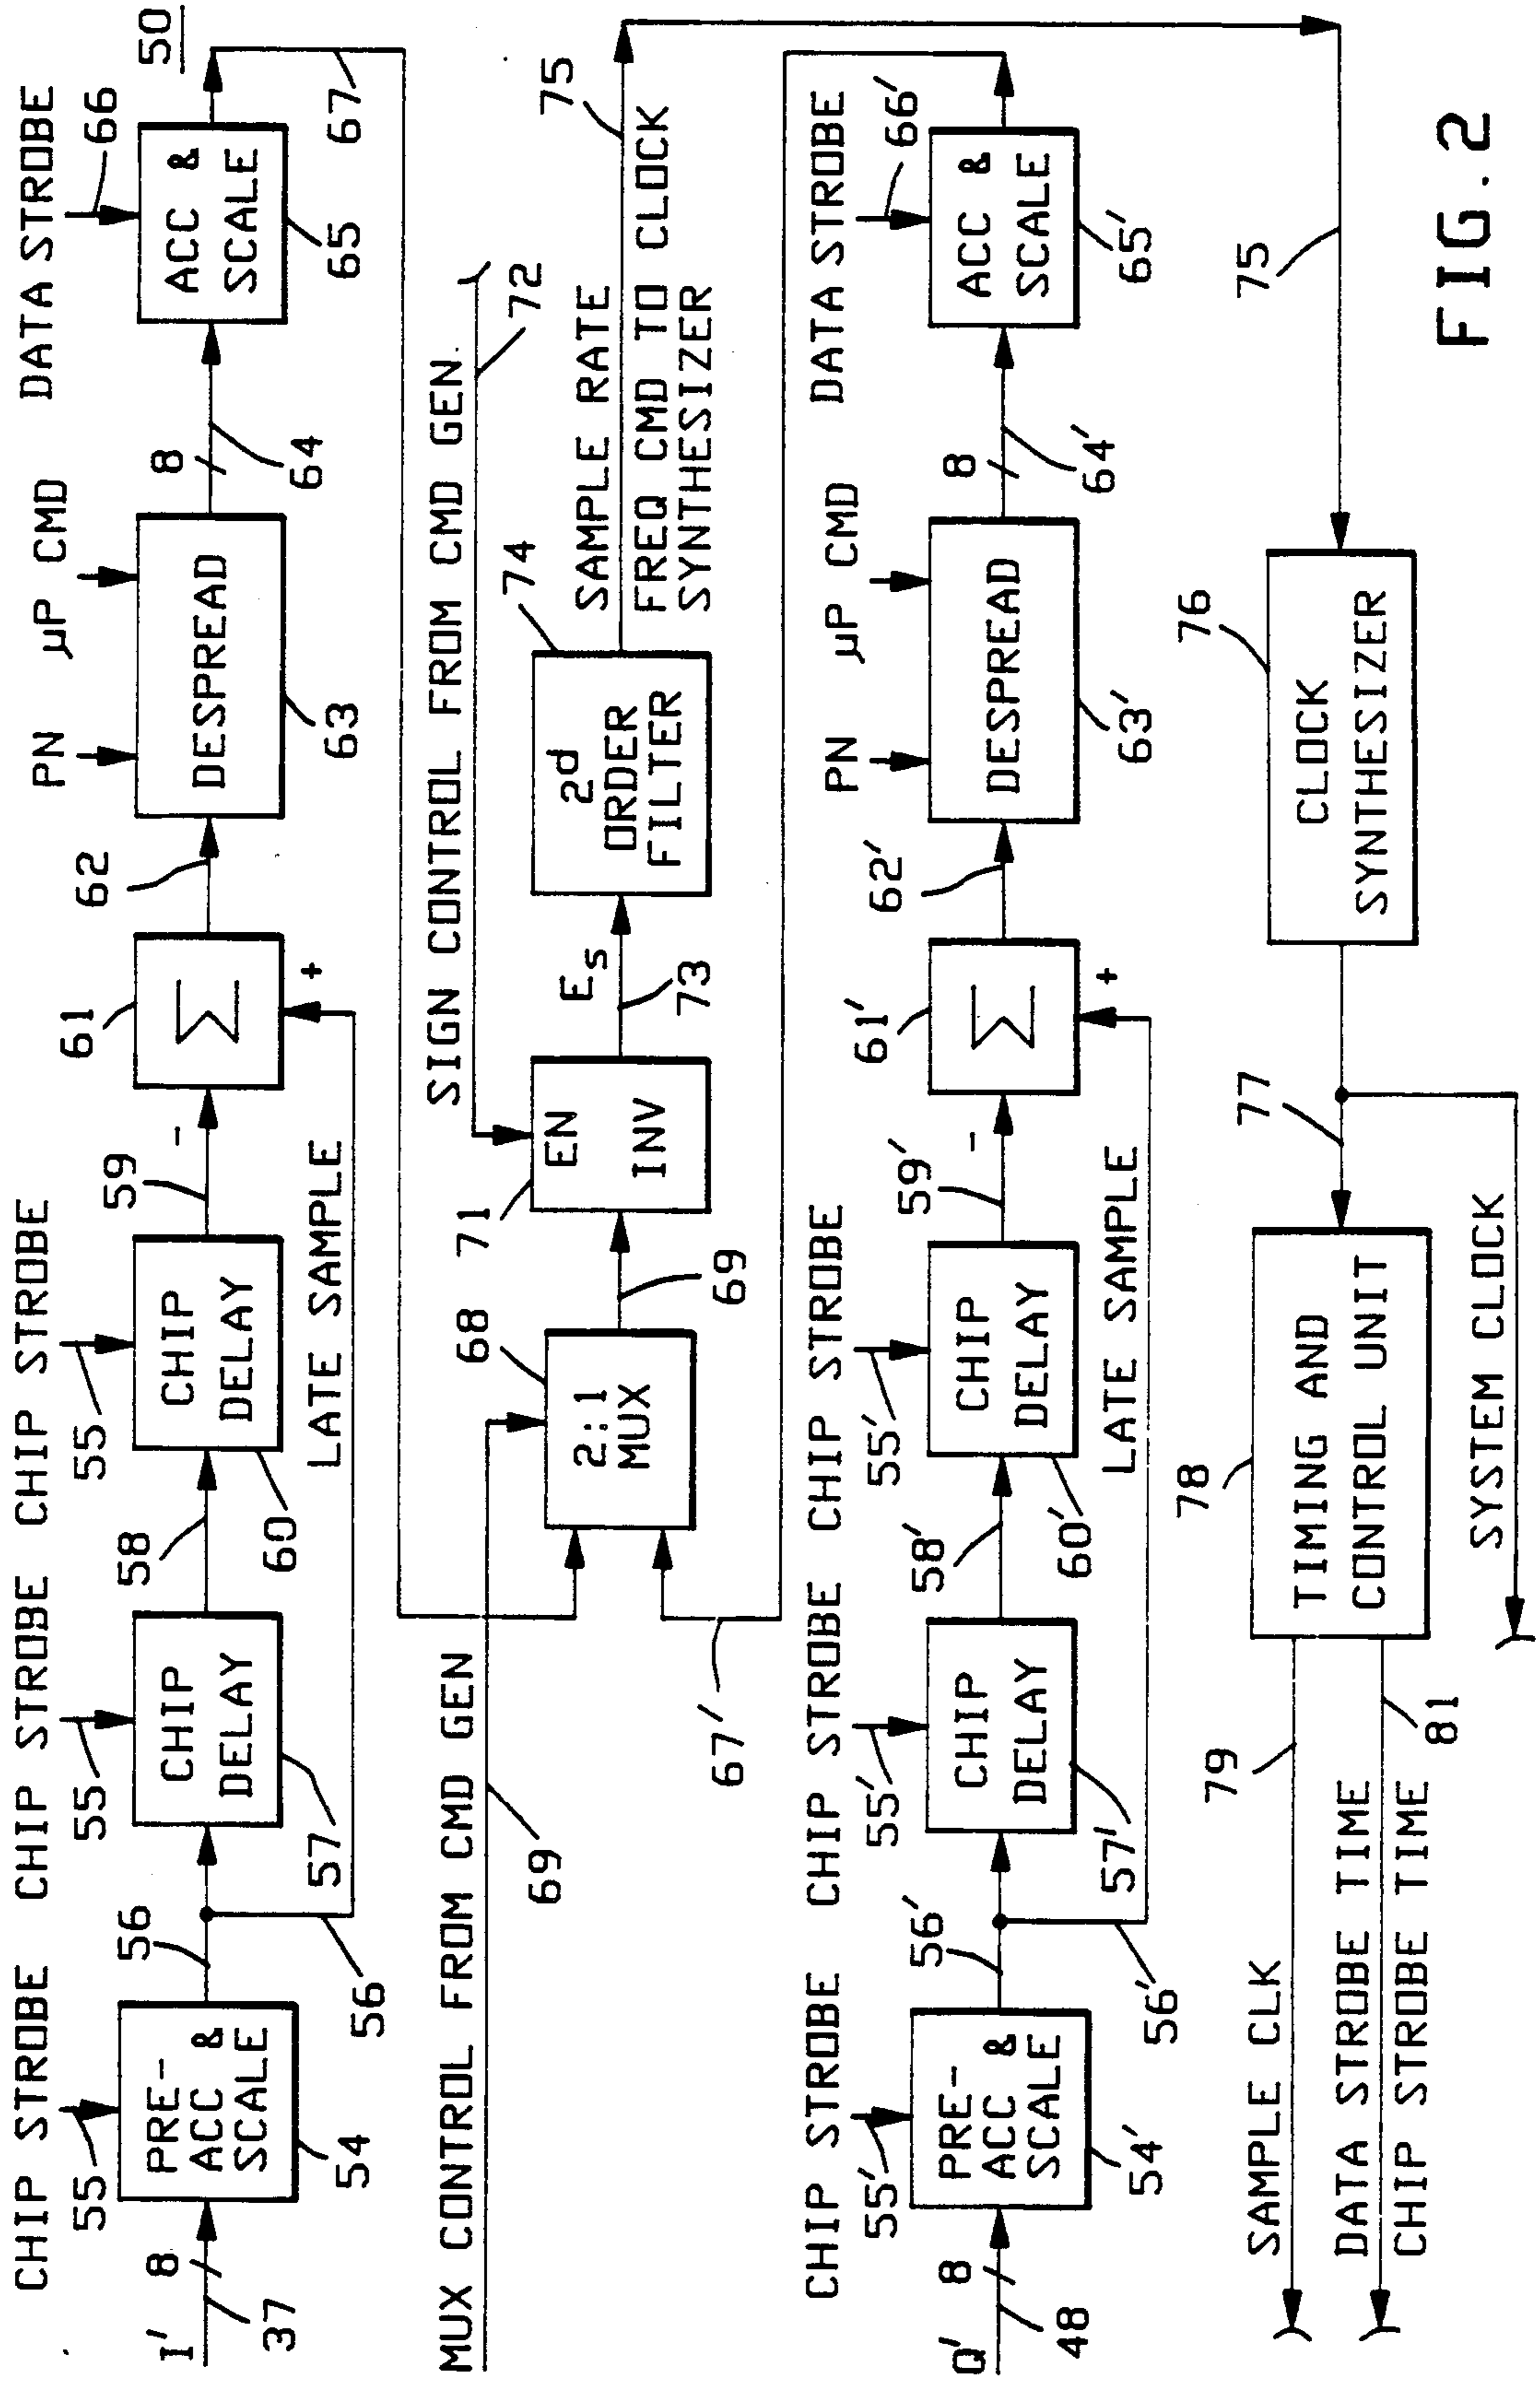 50
CHIP STROBE
CHIP STROBE
CHIP STROBE
DATA STROBE
55
55
55
PN
µP CMD
66
I'
8
37
PRE-
ACC &
SCALE
54
56
56
CHIP
DELAY
57
58
CHIP
DELAY
60
59
-
LATE SAMPLE
61
Σ
+
62
DESPREAD
63
8
64
ACC &
SCALE
65
67
MUX CONTROL FROM CMD GEN
69
SIGN CONTROL FROM CMD GEN.
72
68
2:1
MUX
69
71
EN
INV
Es
73
74
2d
ORDER
FILTER
SAMPLE RATE
FREQ CMD TO CLOCK
SYNTHESIZER
75
67'
CHIP STROBE
CHIP STROBE
CHIP STROBE
DATA STROBE
55'
55'
55'
PN
µP CMD
66'
Q'
8
48
PRE-
ACC &
SCALE
54'
56'
56'
CHIP
DELAY
57'
58'
CHIP
DELAY
60'
59'
-
LATE SAMPLE
61'
Σ
+
62'
DESPREAD
63'
8
64'
ACC &
SCALE
65'
75
76
CLOCK
SYNTHESIZER
77
78
TIMING AND
CONTROL UNIT
SYSTEM CLOCK
SAMPLE CLK
79
DATA STROBE TIME
CHIP STROBE TIME
81
FIG. 2